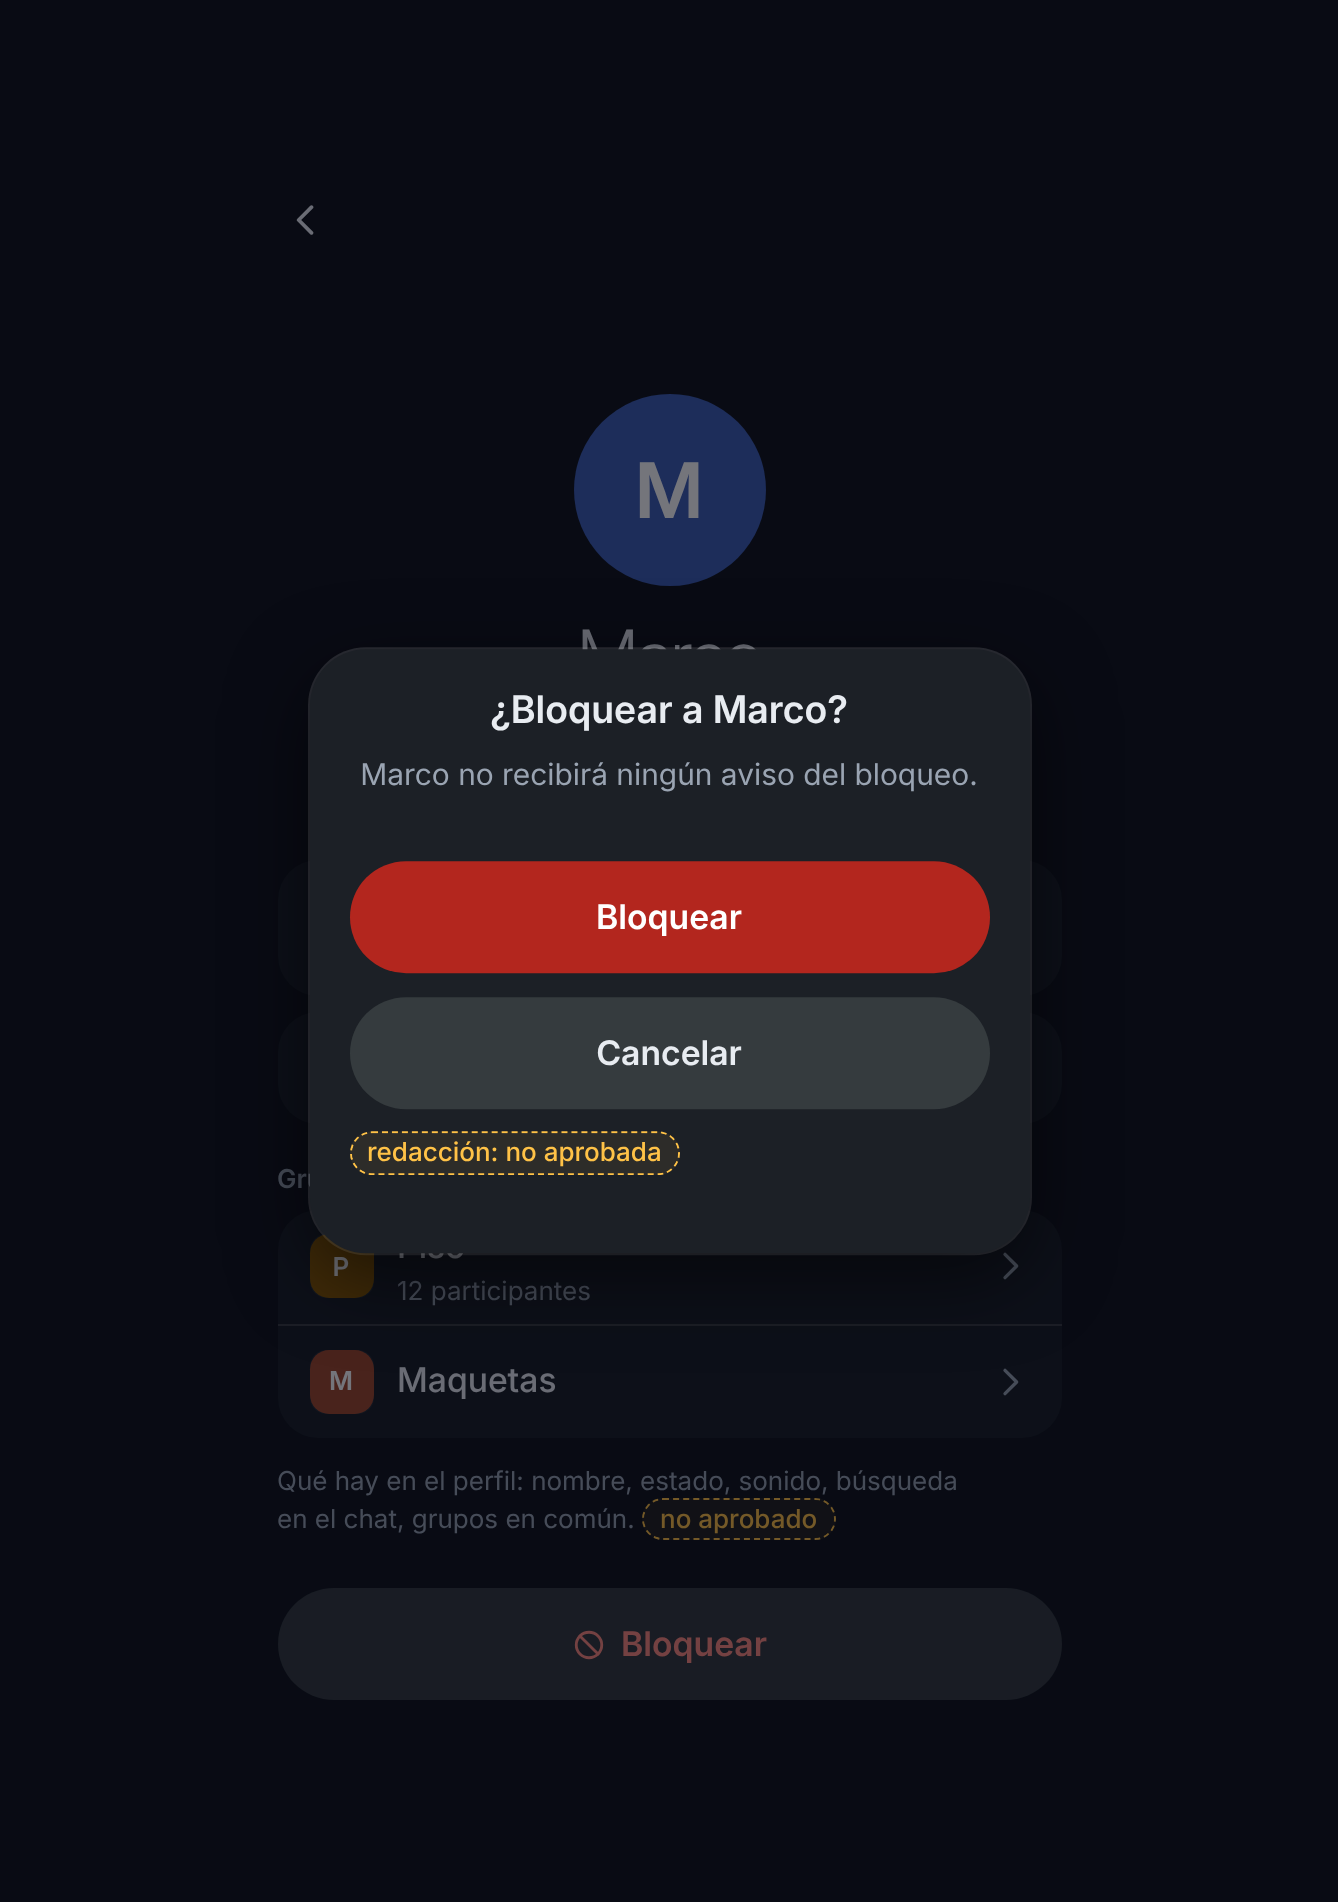 M
¿Bloquear a Marco?
Marco no recibirá ningún aviso del bloqueo.
Bloquear
Cancelar
redacción: no aprobada
P
12 participantes
M
Maquetas
Qué hay en el perfil: nombre, estado, sonido, búsqueda
en el chat, grupos en común. no aprobado
Bloquear